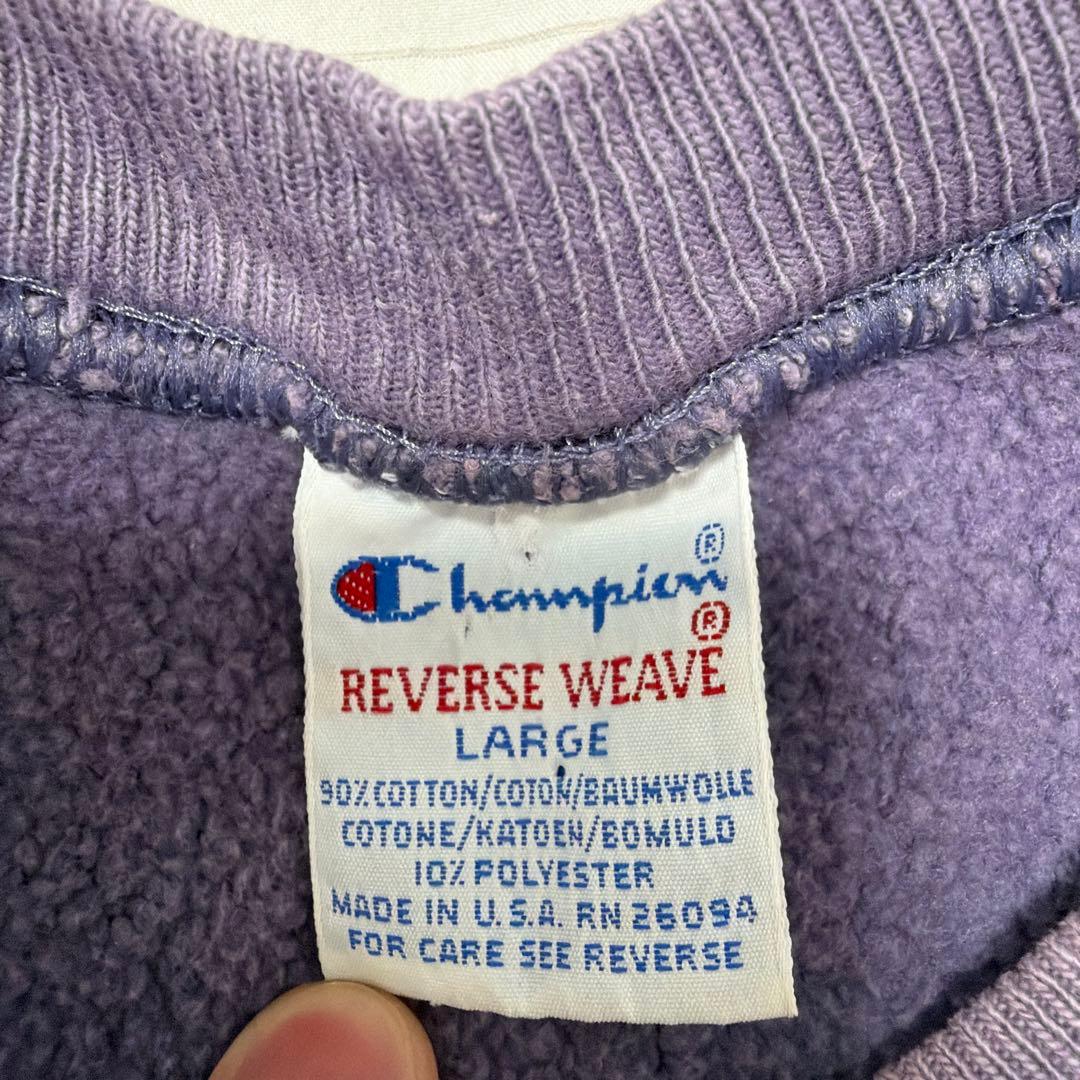 Champion®
REVERSE WEAVE®
LARGE
90% COTTON/COTON/BAUMWOLLE
COTONE/KATOEN/BOMULD
10% POLYESTER
MADE IN U.S.A. RN 26094
FOR CARE SEE REVERSE